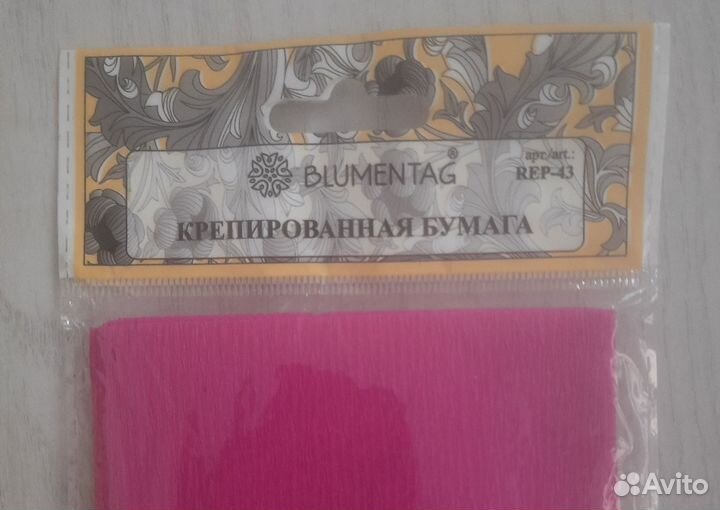 BLUMENTAG®
арт./art.:
REP-43
КРЕПИРОВАННАЯ БУМАГА
Avito